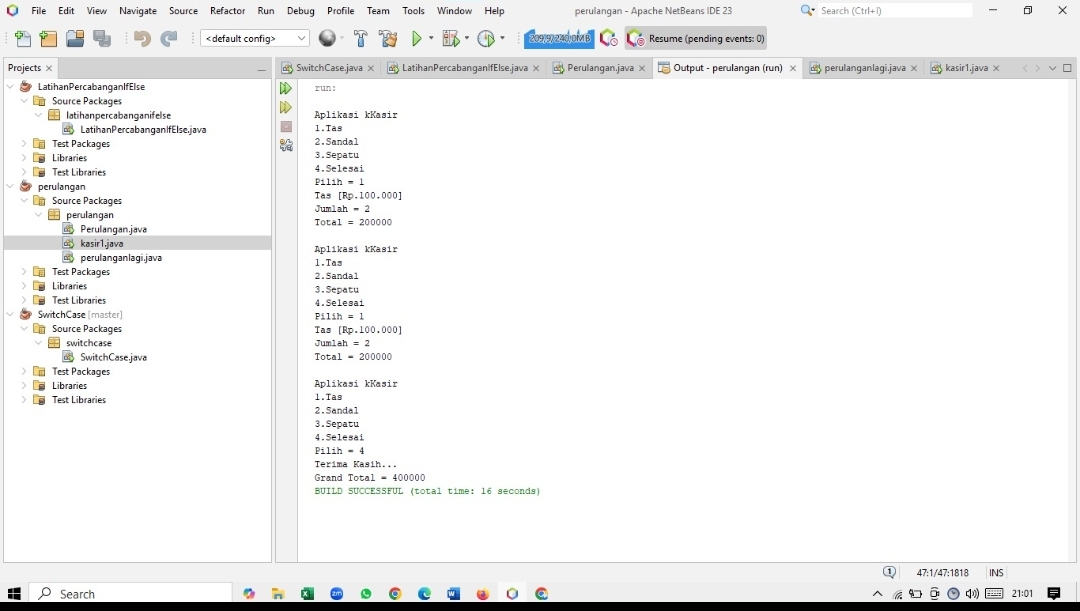 File Edit View Navigate Source Refactor Run Debug Profile Team Tools Window Help
perulangan - Apache NetBeans IDE 23
Search (Ctrl+I)
<default config>
209,9/240,0MB
Resume (pending events: 0)
Projects
SwitchCase.java
LatihanPercabanganIfElse.java
Perulangan.java
Output - perulangan (run)
perulanganlagi.java
kasir1.java
LatihanPercabanganIfElse
Source Packages
latihanpercabanganifelse
LatihanPercabanganIfElse.java
Test Packages
Libraries
Test Libraries
perulangan
Source Packages
perulangan
Perulangan.java
kasir1.java
perulanganlagi.java
Test Packages
Libraries
Test Libraries
SwitchCase [master]
Source Packages
switchcase
SwitchCase.java
Test Packages
Libraries
Test Libraries
run:
Aplikasi kKasir
1.Tas
2.Sandal
3.Sepatu
4.Selesai
Pilih = 1
Tas [Rp.100.000]
Jumlah = 2
Total = 200000
Aplikasi kKasir
1.Tas
2.Sandal
3.Sepatu
4.Selesai
Pilih = 1
Tas [Rp.100.000]
Jumlah = 2
Total = 200000
Aplikasi kKasir
1.Tas
2.Sandal
3.Sepatu
4.Selesai
Pilih = 4
Terima Kasih...
Grand Total = 400000
BUILD SUCCESSFUL (total time: 16 seconds)
1
47:1/47:1818
INS
Search
zm
21:01